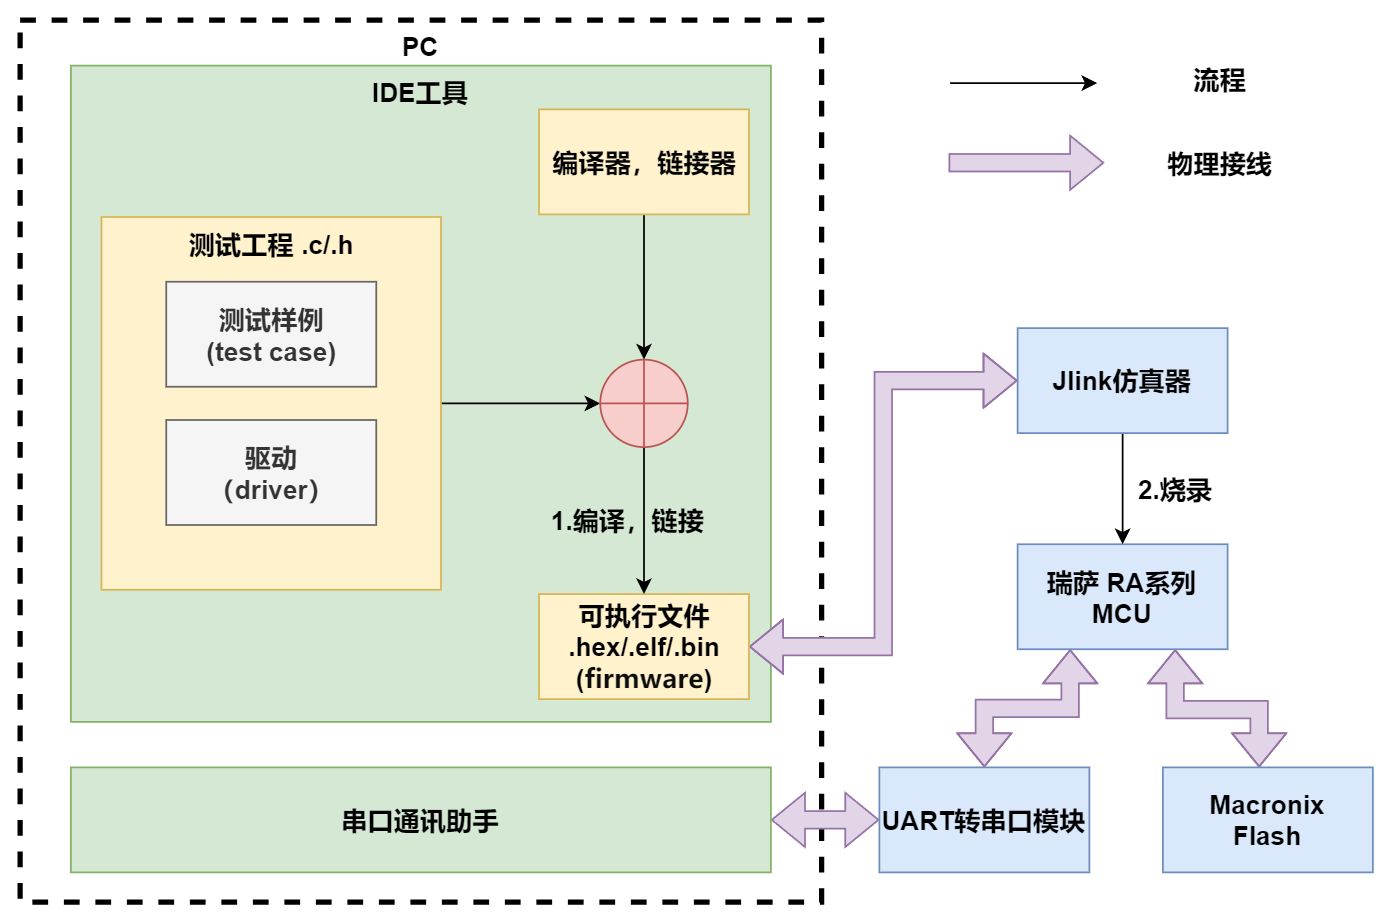 PC
IDE工具
编译器，链接器
测试工程 .c/.h
测试样例
(test case)
驱动
（driver）
1.编译，链接
可执行文件
.hex/.elf/.bin
(firmware)
串口通讯助手
流程
物理接线
Jlink仿真器
2.烧录
瑞萨 RA系列
MCU
UART转串口模块
Macronix
Flash